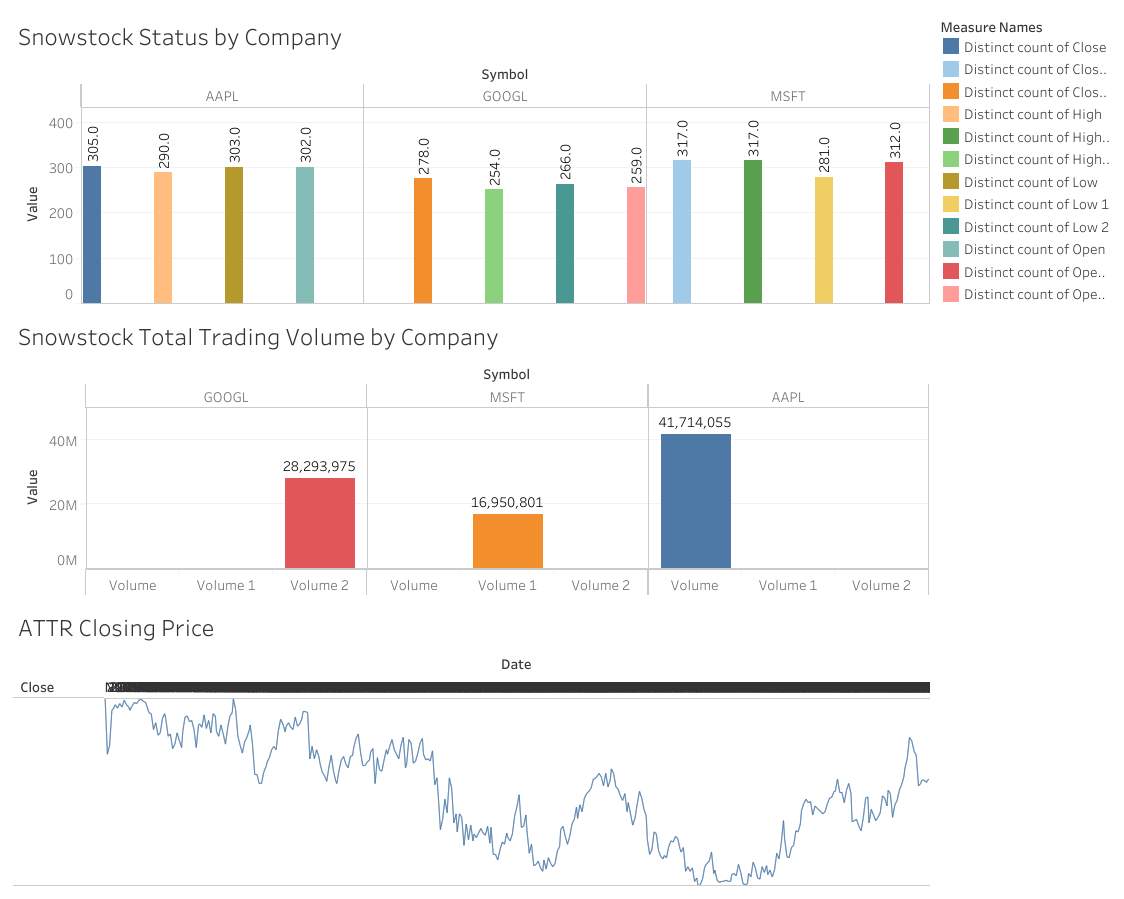 Snowstock Status by Company
Symbol
AAPL GOOGL MSFT
Value
400
300
200
100
0
305.0 290.0 303.0 302.0 278.0 254.0 266.0 259.0 317.0 317.0 281.0 312.0
Measure Names
Distinct count of Close
Distinct count of Clos..
Distinct count of Clos..
Distinct count of High
Distinct count of High..
Distinct count of High..
Distinct count of Low
Distinct count of Low 1
Distinct count of Low 2
Distinct count of Open
Distinct count of Ope..
Distinct count of Ope..
Snowstock Total Trading Volume by Company
Symbol
GOOGL MSFT AAPL
Value
40M
20M
0M
28,293,975
16,950,801
41,714,055
Volume Volume 1 Volume 2 Volume Volume 1 Volume 2 Volume Volume 1 Volume 2
ATTR Closing Price
Date
Close